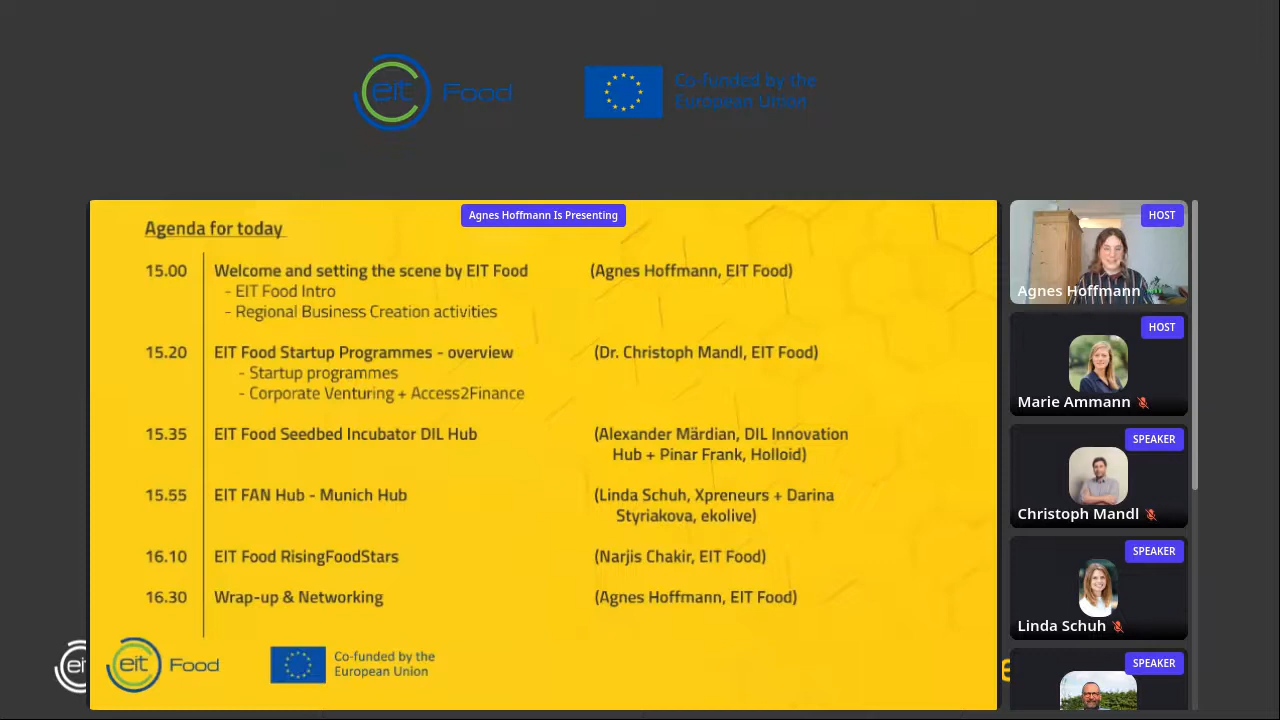 eit Food
Co-funded by the
European Union
Agnes Hoffmann Is Presenting
Agenda for today
15.00 Welcome and setting the scene by EIT Food (Agnes Hoffmann, EIT Food)
- EIT Food Intro
- Regional Business Creation activities
15.20 EIT Food Startup Programmes - overview (Dr. Christoph Mandl, EIT Food)
- Startup programmes
- Corporate Venturing + Access2Finance
15.35 EIT Food Seedbed Incubator DIL Hub (Alexander Märdian, DIL Innovation
Hub + Pinar Frank, Holloid)
15.55 EIT FAN Hub - Munich Hub (Linda Schuh, Xpreneurs + Darina
Styriakova, ekolive)
16.10 EIT Food RisingFoodStars (Narjis Chakir, EIT Food)
16.30 Wrap-up & Networking (Agnes Hoffmann, EIT Food)
eit Food
Co-funded by the
European Union
HOST
Agnes Hoffmann
HOST
Marie Ammann
SPEAKER
Christoph Mandl
SPEAKER
Linda Schuh
SPEAKER